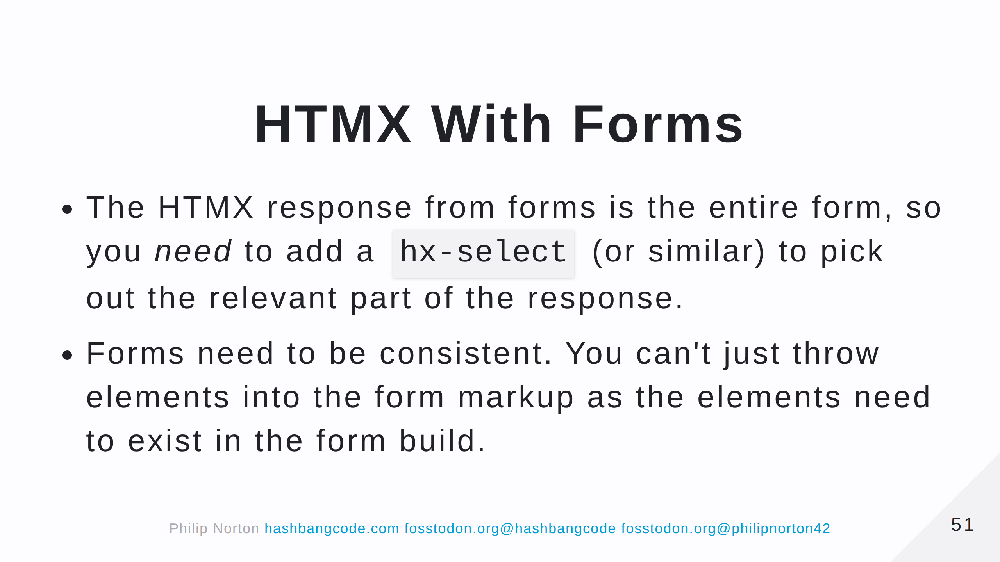 HTMX With Forms
• The HTMX response from forms is the entire form, so
you need to add a hx-select (or similar) to pick
out the relevant part of the response.
• Forms need to be consistent. You can't just throw
elements into the form markup as the elements need
to exist in the form build.
Philip Norton hashbangcode.com fosstodon.org@hashbangcode fosstodon.org@philipnorton42
51